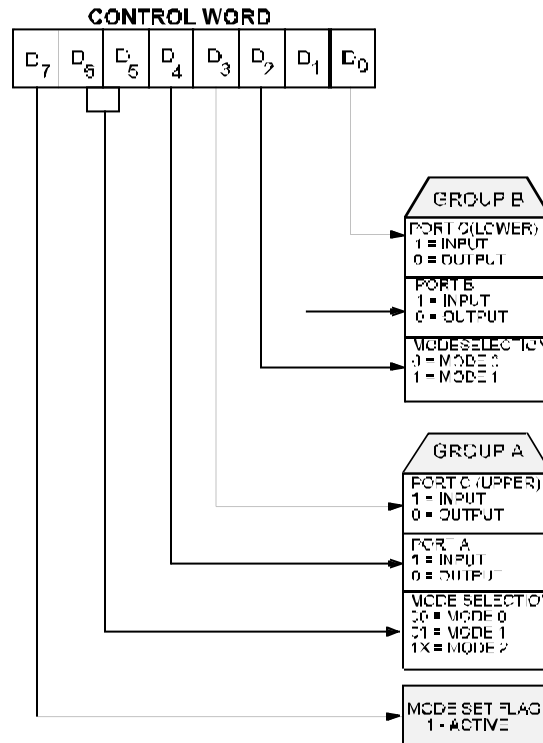 CONTROL WORD
D7 D6 D5 D4 D3 D2 D1 D0
GROUP B
PORT C(LOWER)
1 = INPUT
0 = OUTPUT
PORT B
1 = INPUT
0 = OUTPUT
MODESELECTION
0 = MODE 0
1 = MODE 1
GROUP A
PORT C (UPPER)
1 = INPUT
0 = OUTPUT
PORT A
1 = INPUT
0 = OUTPUT
MODE SELECTION
00 = MODE 0
01 = MODE 1
1X = MODE 2
MODE SET FLAG
1 - ACTIVE